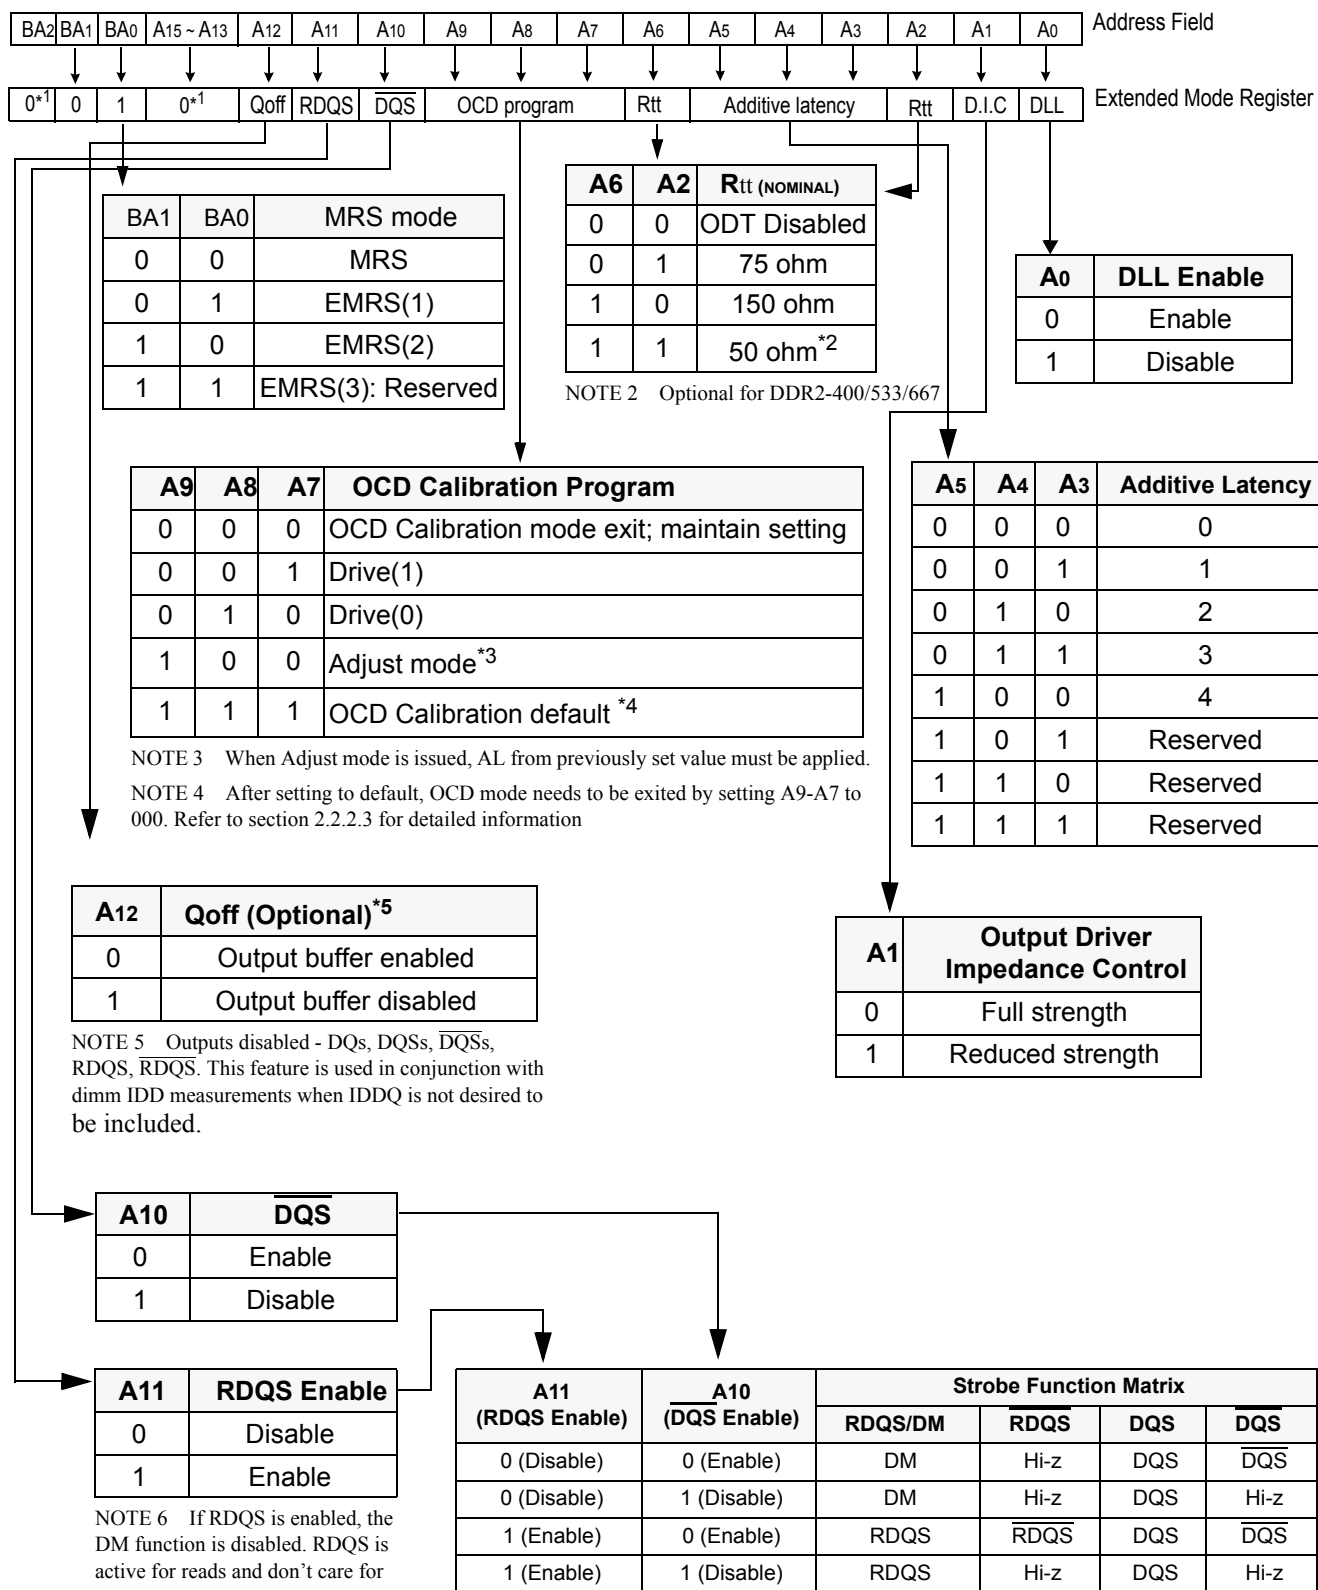 BA2 BA1 BA0 A15 ~ A13 A12 A11 A10 A9 A8 A7 A6 A5 A4 A3 A2 A1 A0 Address Field
0*1 0 1 0*1 Qoff RDQS DQS OCD program Rtt Additive latency Rtt D.I.C DLL Extended Mode Register
BA1 BA0 MRS mode
0 0 MRS
0 1 EMRS(1)
1 0 EMRS(2)
1 1 EMRS(3): Reserved
A6 A2 Rtt (NOMINAL)
0 0 ODT Disabled
0 1 75 ohm
1 0 150 ohm
1 1 50 ohm*2
NOTE 2 Optional for DDR2-400/533/667
A0 DLL Enable
0 Enable
1 Disable
A9 A8 A7 OCD Calibration Program
0 0 0 OCD Calibration mode exit; maintain setting
0 0 1 Drive(1)
0 1 0 Drive(0)
1 0 0 Adjust mode*3
1 1 1 OCD Calibration default *4
NOTE 3 When Adjust mode is issued, AL from previously set value must be applied.
NOTE 4 After setting to default, OCD mode needs to be exited by setting A9-A7 to
000. Refer to section 2.2.2.3 for detailed information
A5 A4 A3 Additive Latency
0 0 0 0
0 0 1 1
0 1 0 2
0 1 1 3
1 0 0 4
1 0 1 Reserved
1 1 0 Reserved
1 1 1 Reserved
A12 Qoff (Optional)*5
0 Output buffer enabled
1 Output buffer disabled
NOTE 5 Outputs disabled - DQs, DQSs, DQSs,
RDQS, RDQS. This feature is used in conjunction with
dimm IDD measurements when IDDQ is not desired to
be included.
A1 Output Driver
Impedance Control
0 Full strength
1 Reduced strength
A10 DQS
0 Enable
1 Disable
A11 RDQS Enable
0 Disable
1 Enable
NOTE 6 If RDQS is enabled, the
DM function is disabled. RDQS is
active for reads and don't care for
A11 A10 Strobe Function Matrix
(RDQS Enable) (DQS Enable) RDQS/DM RDQS DQS DQS
0 (Disable) 0 (Enable) DM Hi-z DQS DQS
0 (Disable) 1 (Disable) DM Hi-z DQS Hi-z
1 (Enable) 0 (Enable) RDQS RDQS DQS DQS
1 (Enable) 1 (Disable) RDQS Hi-z DQS Hi-z